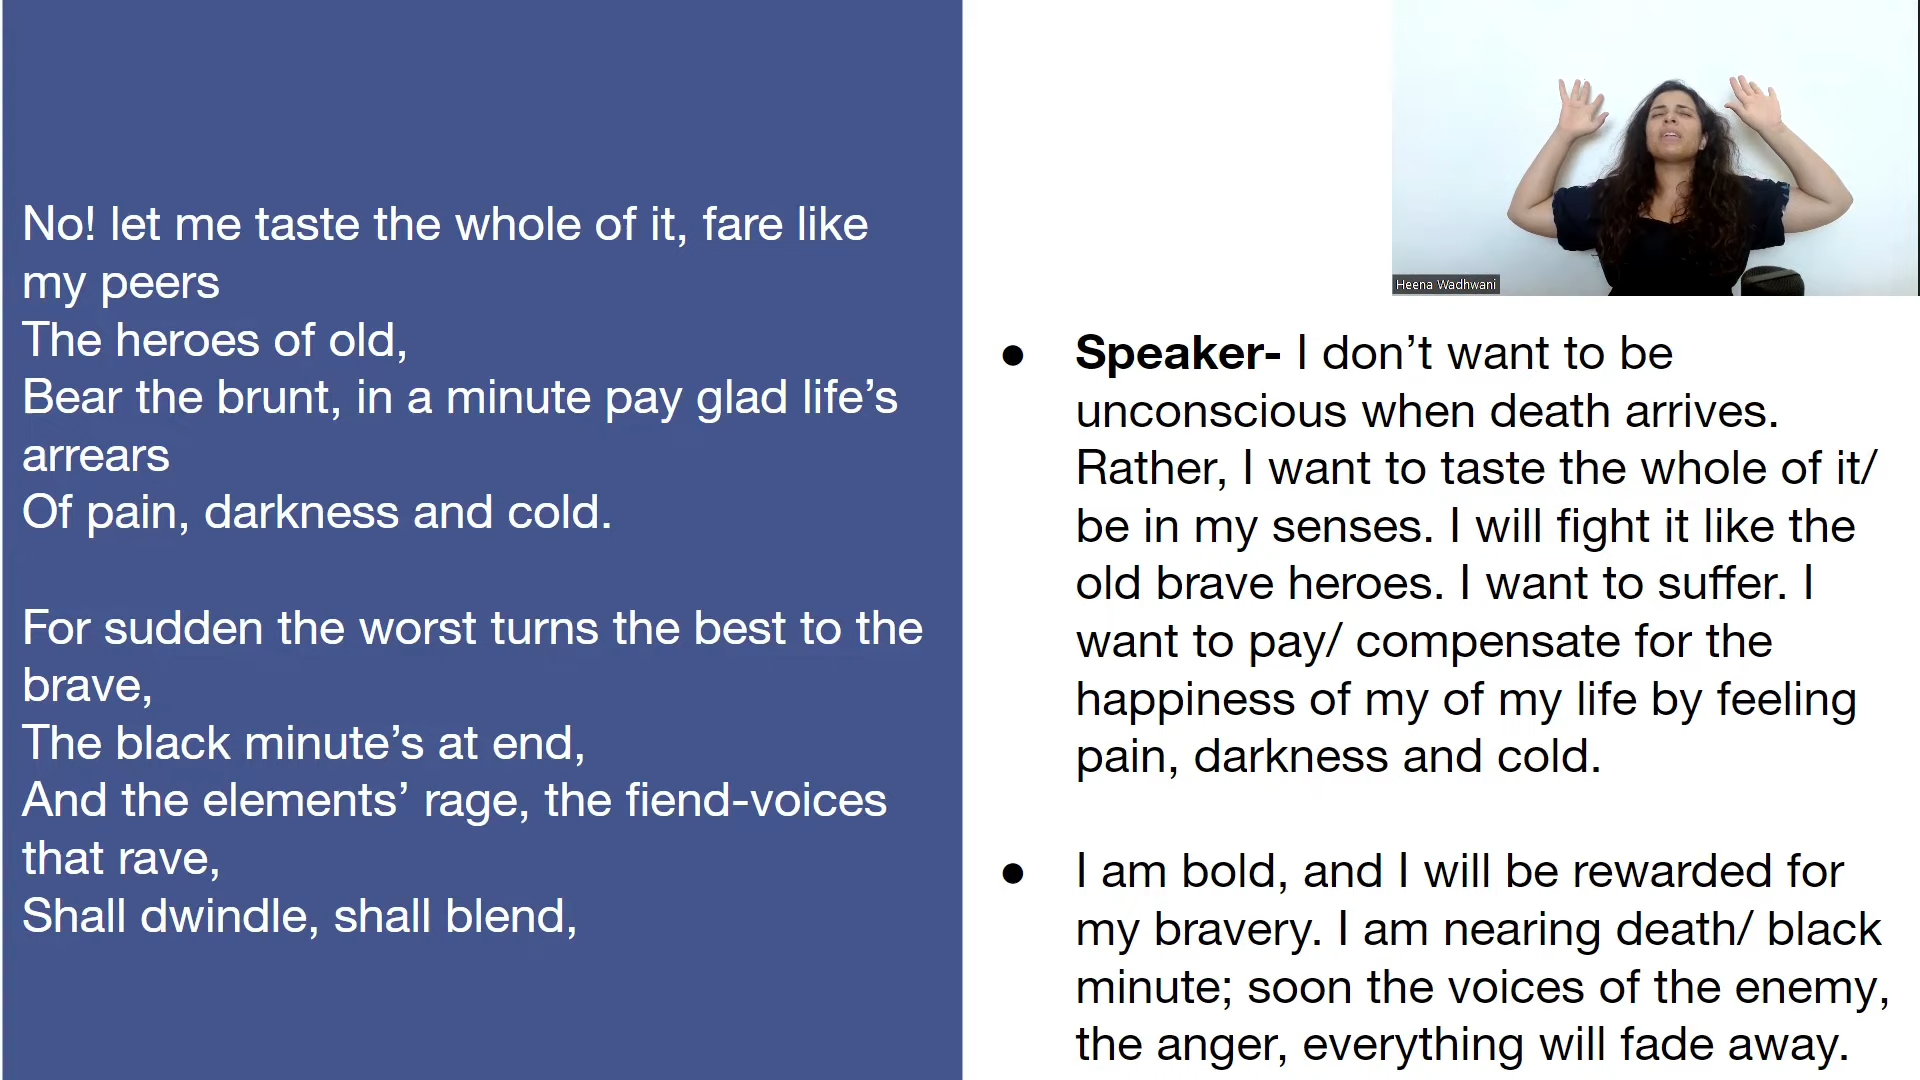 No! let me taste the whole of it, fare like
my peers
The heroes of old,
Bear the brunt, in a minute pay glad life’s
arrears
Of pain, darkness and cold.
For sudden the worst turns the best to the
brave,
The black minute’s at end,
And the elements’ rage, the fiend-voices
that rave,
Shall dwindle, shall blend,
Heena Wadhwani
● Speaker- I don’t want to be
unconscious when death arrives.
Rather, I want to taste the whole of it/
be in my senses. I will fight it like the
old brave heroes. I want to suffer. I
want to pay/ compensate for the
happiness of my of my life by feeling
pain, darkness and cold.
● I am bold, and I will be rewarded for
my bravery. I am nearing death/ black
minute; soon the voices of the enemy,
the anger, everything will fade away.